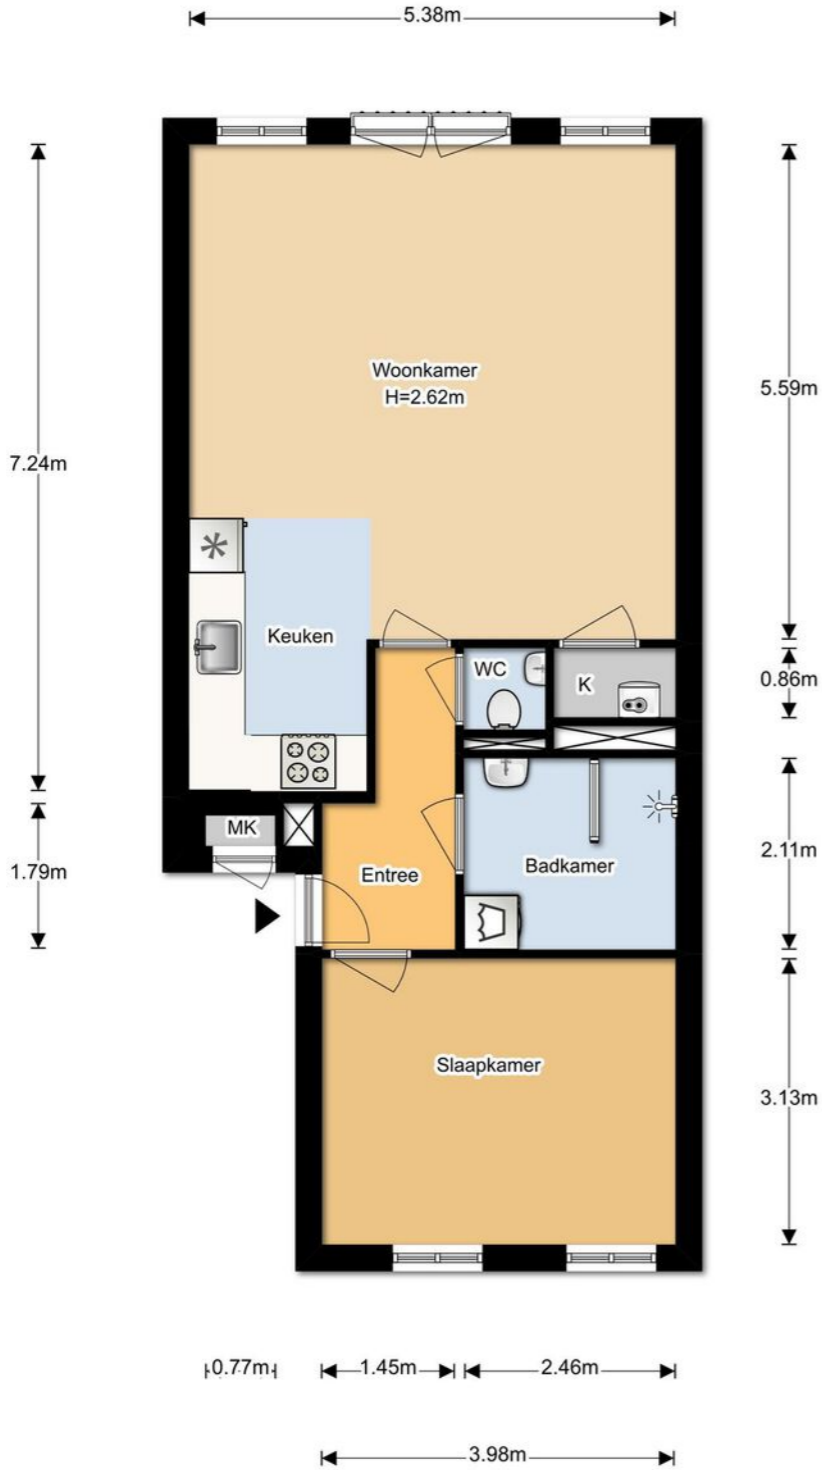 5.38m
Woonkamer
H=2.62m
5.59m
7.24m
Keuken
WC
K
0.86m
MK
1.79m
Entree
Badkamer
2.11m
Slaapkamer
3.13m
0.77m
1.45m
2.46m
3.98m